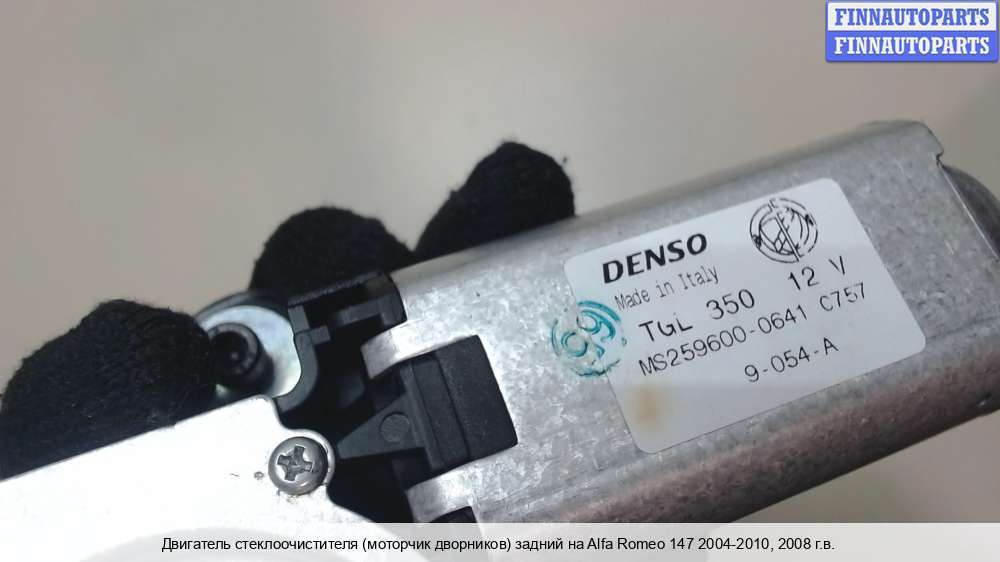 FINNAUTOPARTS
FINNAUTOPARTS
DENSO
Made in Italy
TGL 350 12 V
MS259600-0641 C757
9-054-A
Двигатель стеклоочистителя (моторчик дворников) задний на Alfa Romeo 147 2004-2010, 2008 г.в.